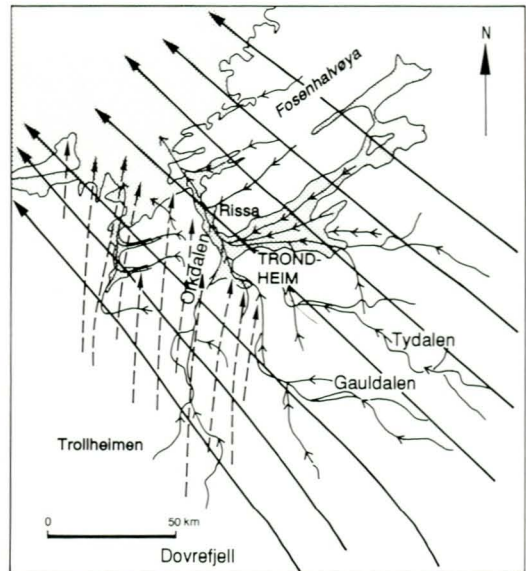 N
Fosenhalvøya
Rissa
Orkdalen
TROND-
HEIM
Tydalen
Gauldalen
Trollheimen
0 50 km
Dovrefjell